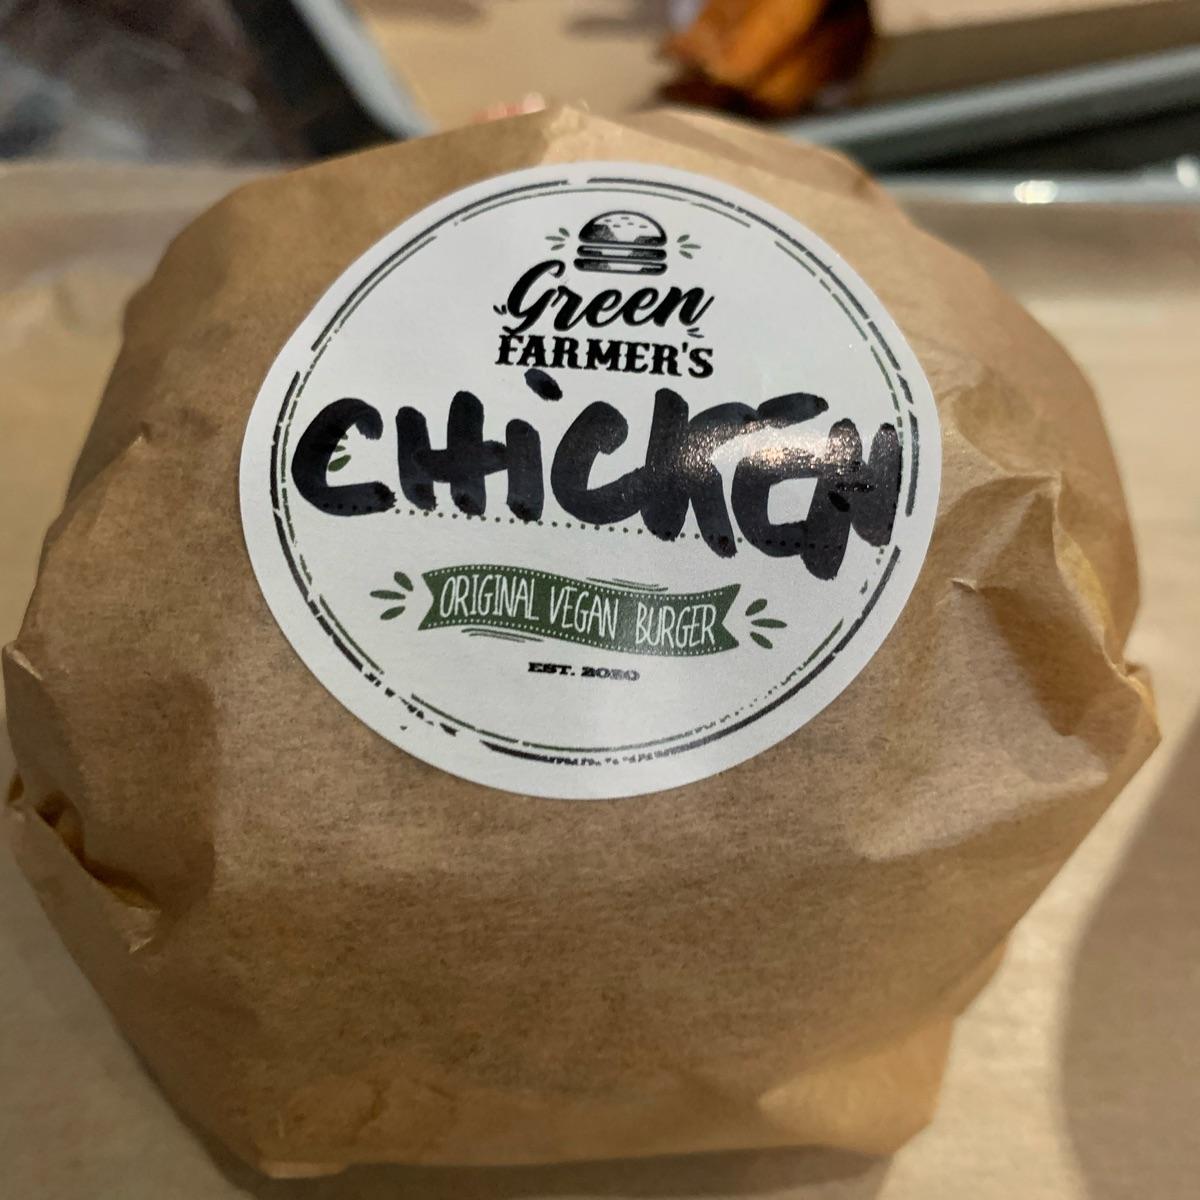 Green
FARMER'S
CHiCKEN
ORIGINAL VEGAN BURGER
EST. 2020